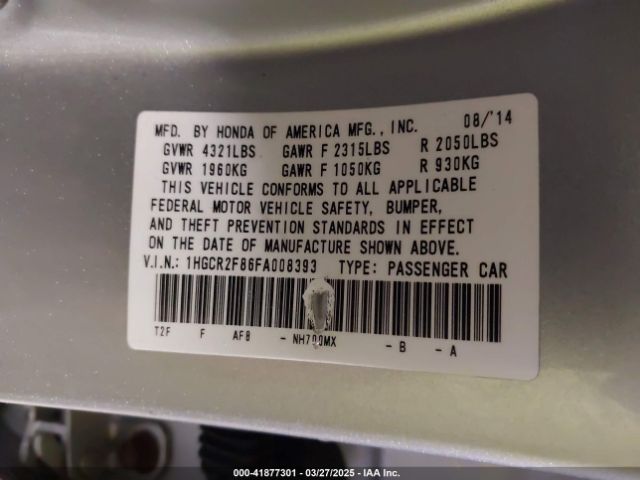 MFD. BY HONDA OF AMERICA MFG., INC. 08/'14
GVWR 4321LBS GAWR F 2315LBS R 2050LBS
GVWR 1960KG GAWR F 1050KG R 930KG
THIS VEHICLE CONFORMS TO ALL APPLICABLE
FEDERAL MOTOR VEHICLE SAFETY, BUMPER,
AND THEFT PREVENTION STANDARDS IN EFFECT
ON THE DATE OF MANUFACTURE SHOWN ABOVE.
V.I.N.: 1HGCR2F86FA008393 TYPE: PASSENGER CAR
T2F F AF8 - - B - A
000-41877301 — 03/27/2025 — IAA Inc.